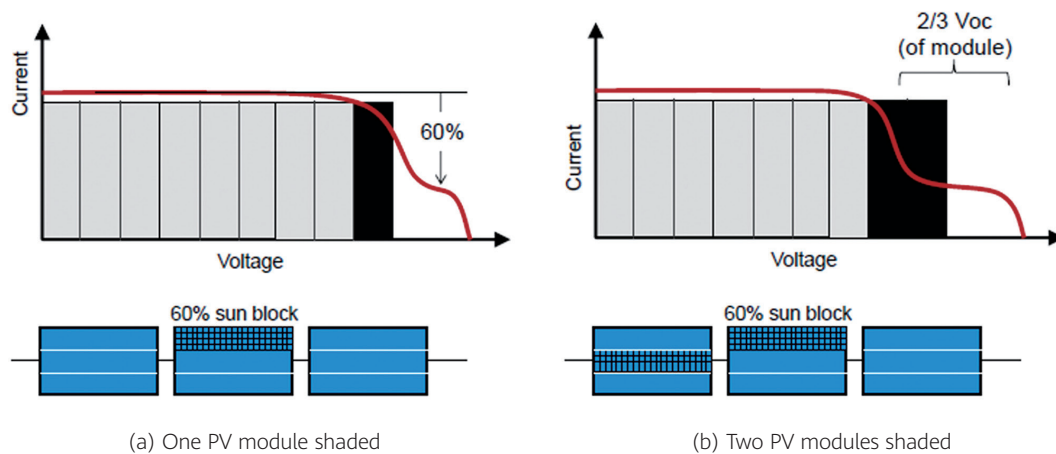 Current
60%
Voltage
60% sun block
(a) One PV module shaded
2/3 Voc
(of module)
Current
Voltage
60% sun block
(b) Two PV modules shaded